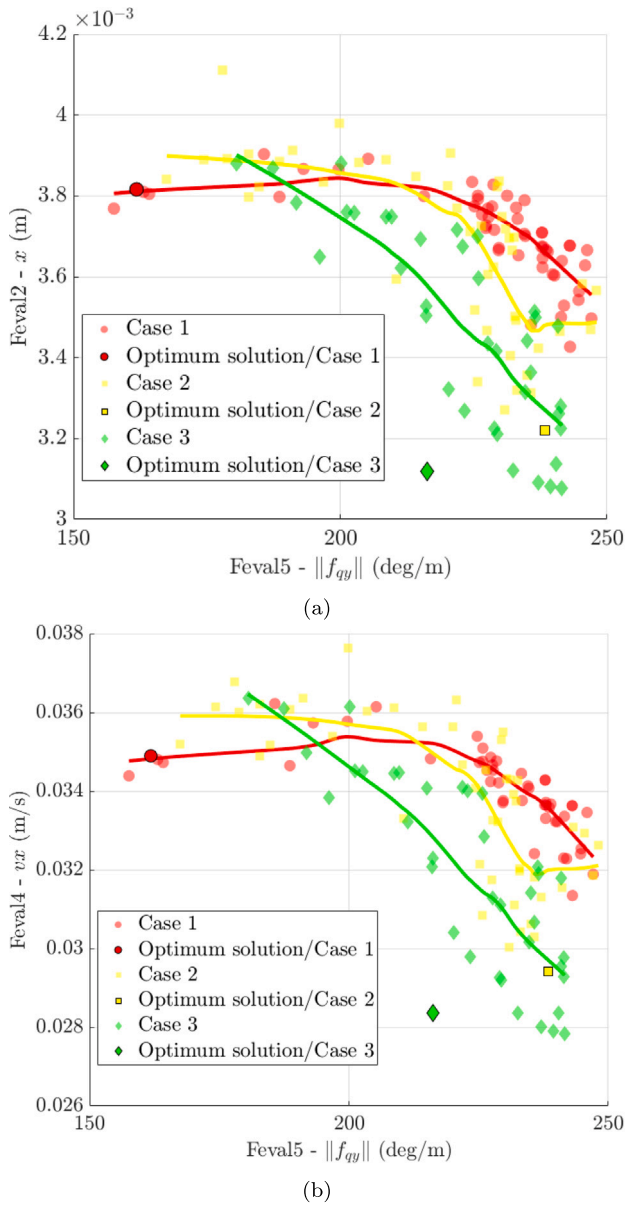 ×10⁻³
4.2
4
3.8
3.6
3.4
3.2
3
Feval2 - x (m)
Case 1
Optimum solution/Case 1
Case 2
Optimum solution/Case 2
Case 3
Optimum solution/Case 3
150
200
250
Feval5 - ‖f_{qy}‖ (deg/m)
(a)
0.038
0.036
0.034
0.032
0.03
0.028
0.026
Feval4 - vx (m/s)
Case 1
Optimum solution/Case 1
Case 2
Optimum solution/Case 2
Case 3
Optimum solution/Case 3
150
200
250
Feval5 - ‖f_{qy}‖ (deg/m)
(b)